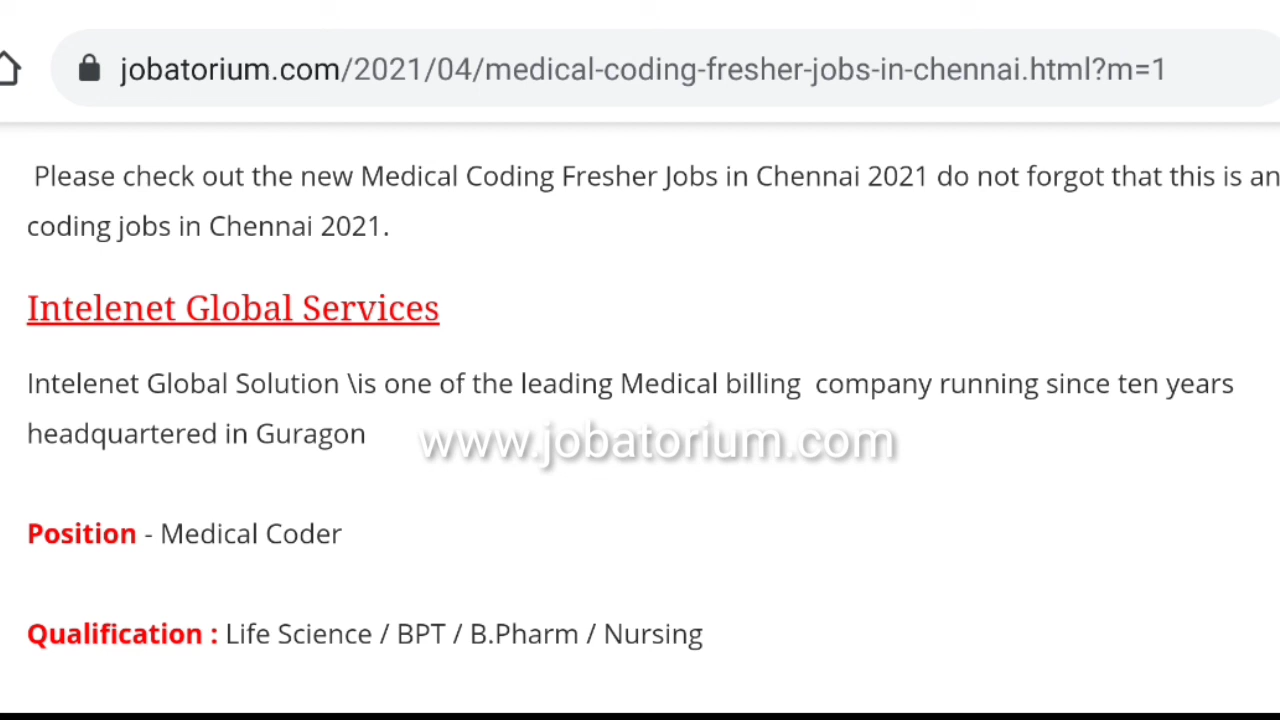 jobatorium.com/2021/04/medical-coding-fresher-jobs-in-chennai.html?m=1
Please check out the new Medical Coding Fresher Jobs in Chennai 2021 do not forgot that this is an
coding jobs in Chennai 2021.
Intelenet Global Services
Intelenet Global Solution \is one of the leading Medical billing company running since ten years
headquartered in Guragon
www.jobatorium.com
Position - Medical Coder
Qualification : Life Science / BPT / B.Pharm / Nursing